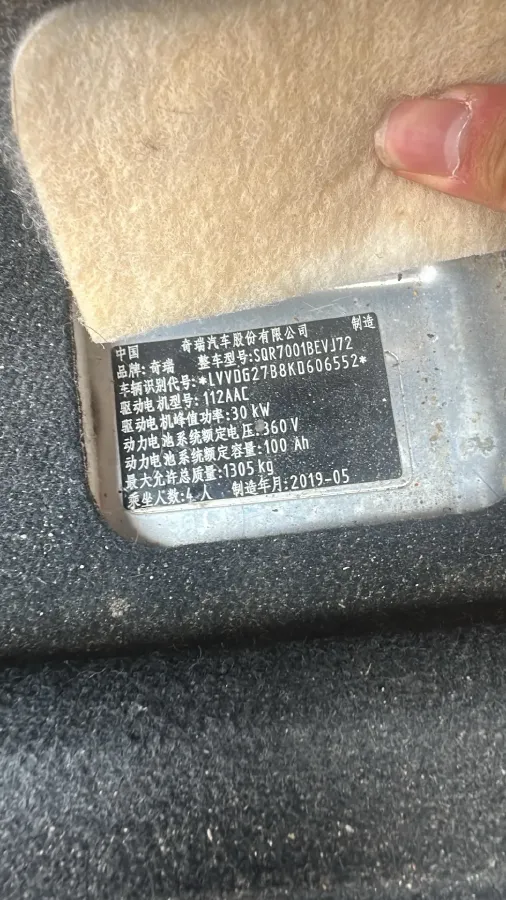 中国 奇瑞汽车股份有限公司 制造
品牌:奇瑞 整车型号:SQR7001BEVJ72
车辆识别代号:*LVVDG27B8KD606552*
驱动电机型号:112AAC
驱动电机峰值功率:30 kW
动力电池系统额定电压:360 V
动力电池系统额定容量:100 Ah
最大允许总质量:1305 kg
乘坐人数:4 人 制造年月:2019-05